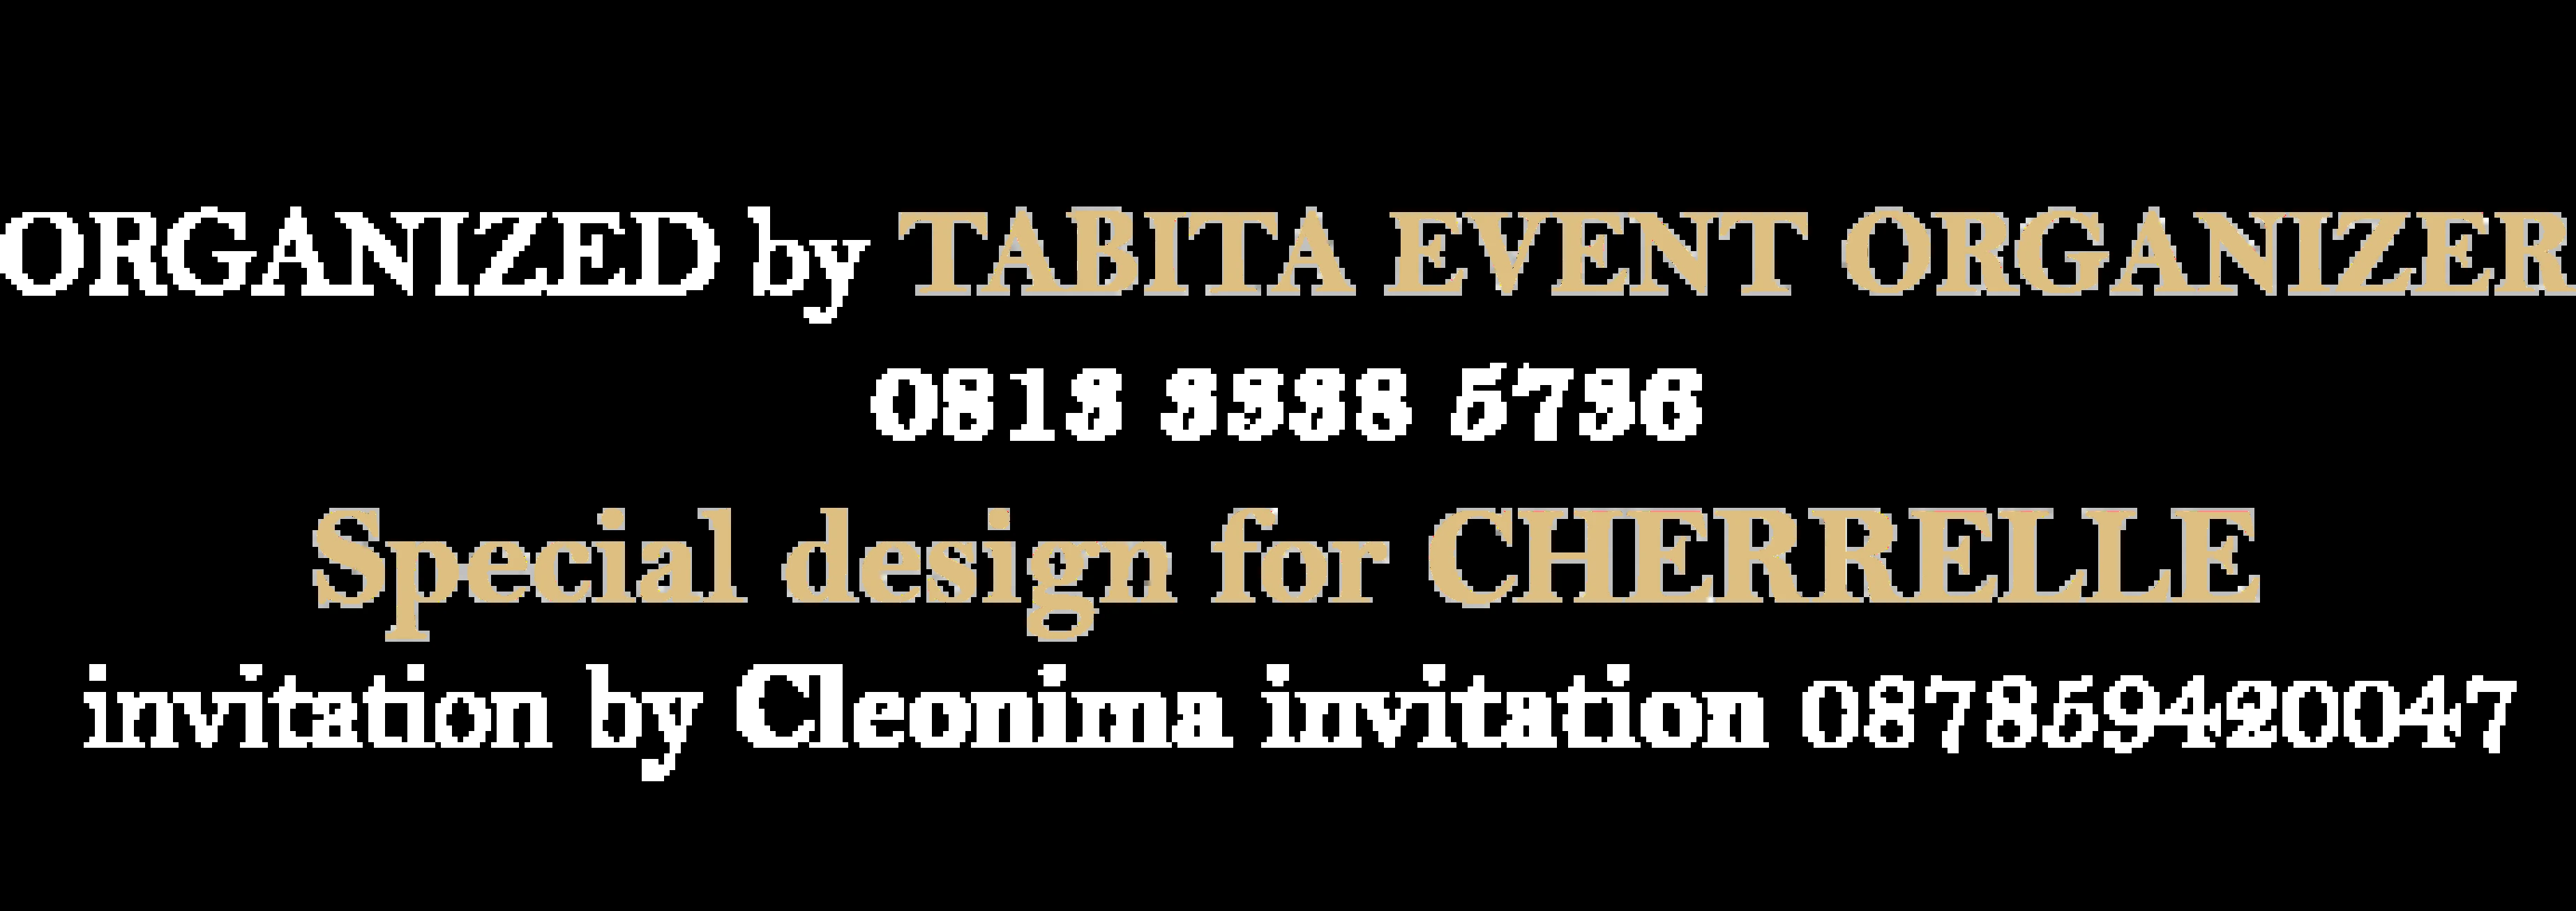 ORGANIZED by TABITA EVENT ORGANIZER
0813 3338 5736
Special design for CHERRELLE
invitation by Cleonima invitation 087859420047